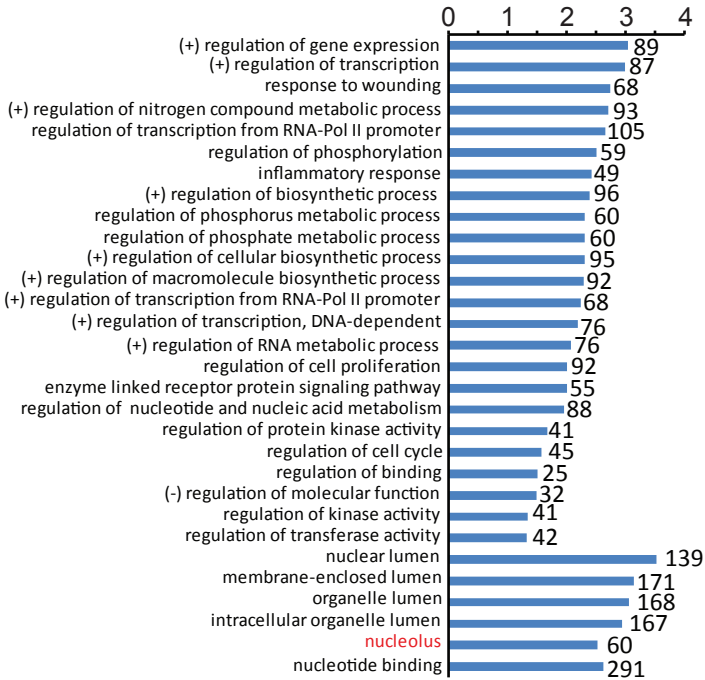 0 1 2 3 4
(+) regulation of gene expression 89
(+) regulation of transcription 87
response to wounding 68
(+) regulation of nitrogen compound metabolic process 93
regulation of transcription from RNA-Pol II promoter 105
regulation of phosphorylation 59
inflammatory response 49
(+) regulation of biosynthetic process 96
regulation of phosphorus metabolic process 60
regulation of phosphate metabolic process 60
(+) regulation of cellular biosynthetic process 95
(+) regulation of macromolecule biosynthetic process 92
(+) regulation of transcription from RNA-Pol II promoter 68
(+) regulation of transcription, DNA-dependent 76
(+) regulation of RNA metabolic process 76
regulation of cell proliferation 92
enzyme linked receptor protein signaling pathway 55
regulation of nucleotide and nucleic acid metabolism 88
regulation of protein kinase activity 41
regulation of cell cycle 45
regulation of binding 25
(-) regulation of molecular function 32
regulation of kinase activity 41
regulation of transferase activity 42
nuclear lumen 139
membrane-enclosed lumen 171
organelle lumen 168
intracellular organelle lumen 167
nucleolus 60
nucleotide binding 291